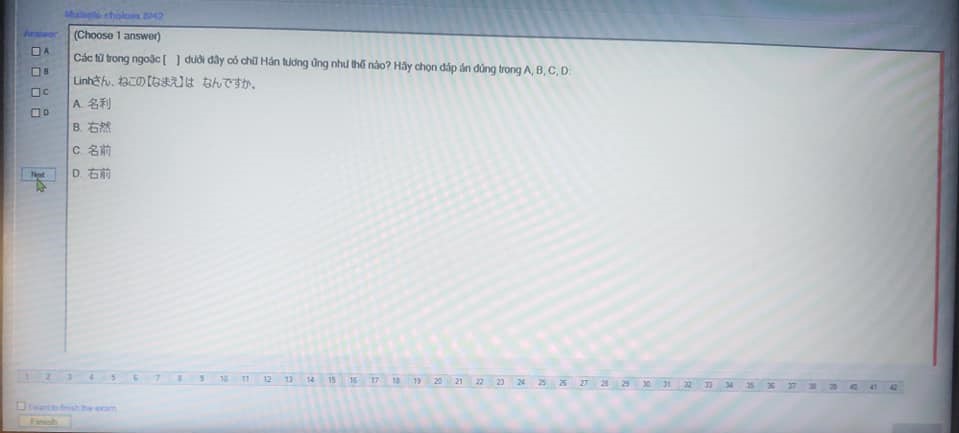 Multiple choices 8/42
Answer
(Choose 1 answer)
Các từ trong ngoặc [ ] dưới đây có chữ Hán tương ứng như thế nào? Hãy chọn đáp án đúng trong A, B, C, D:
Linhさん、ねこの【なまえ】は なんですか。
A. 名利
B. 右然
C. 名前
D. 右前
A
B
C
D
Next
1 2 3 4 5 6 7 8 9 10 11 12 13 14 15 16 17 18 19 20 21 22 23 24 25 26 27 28 29 30 31 32 33 34 35 36 37 38 39 40 41 42
I want to finish the exam.
Finish